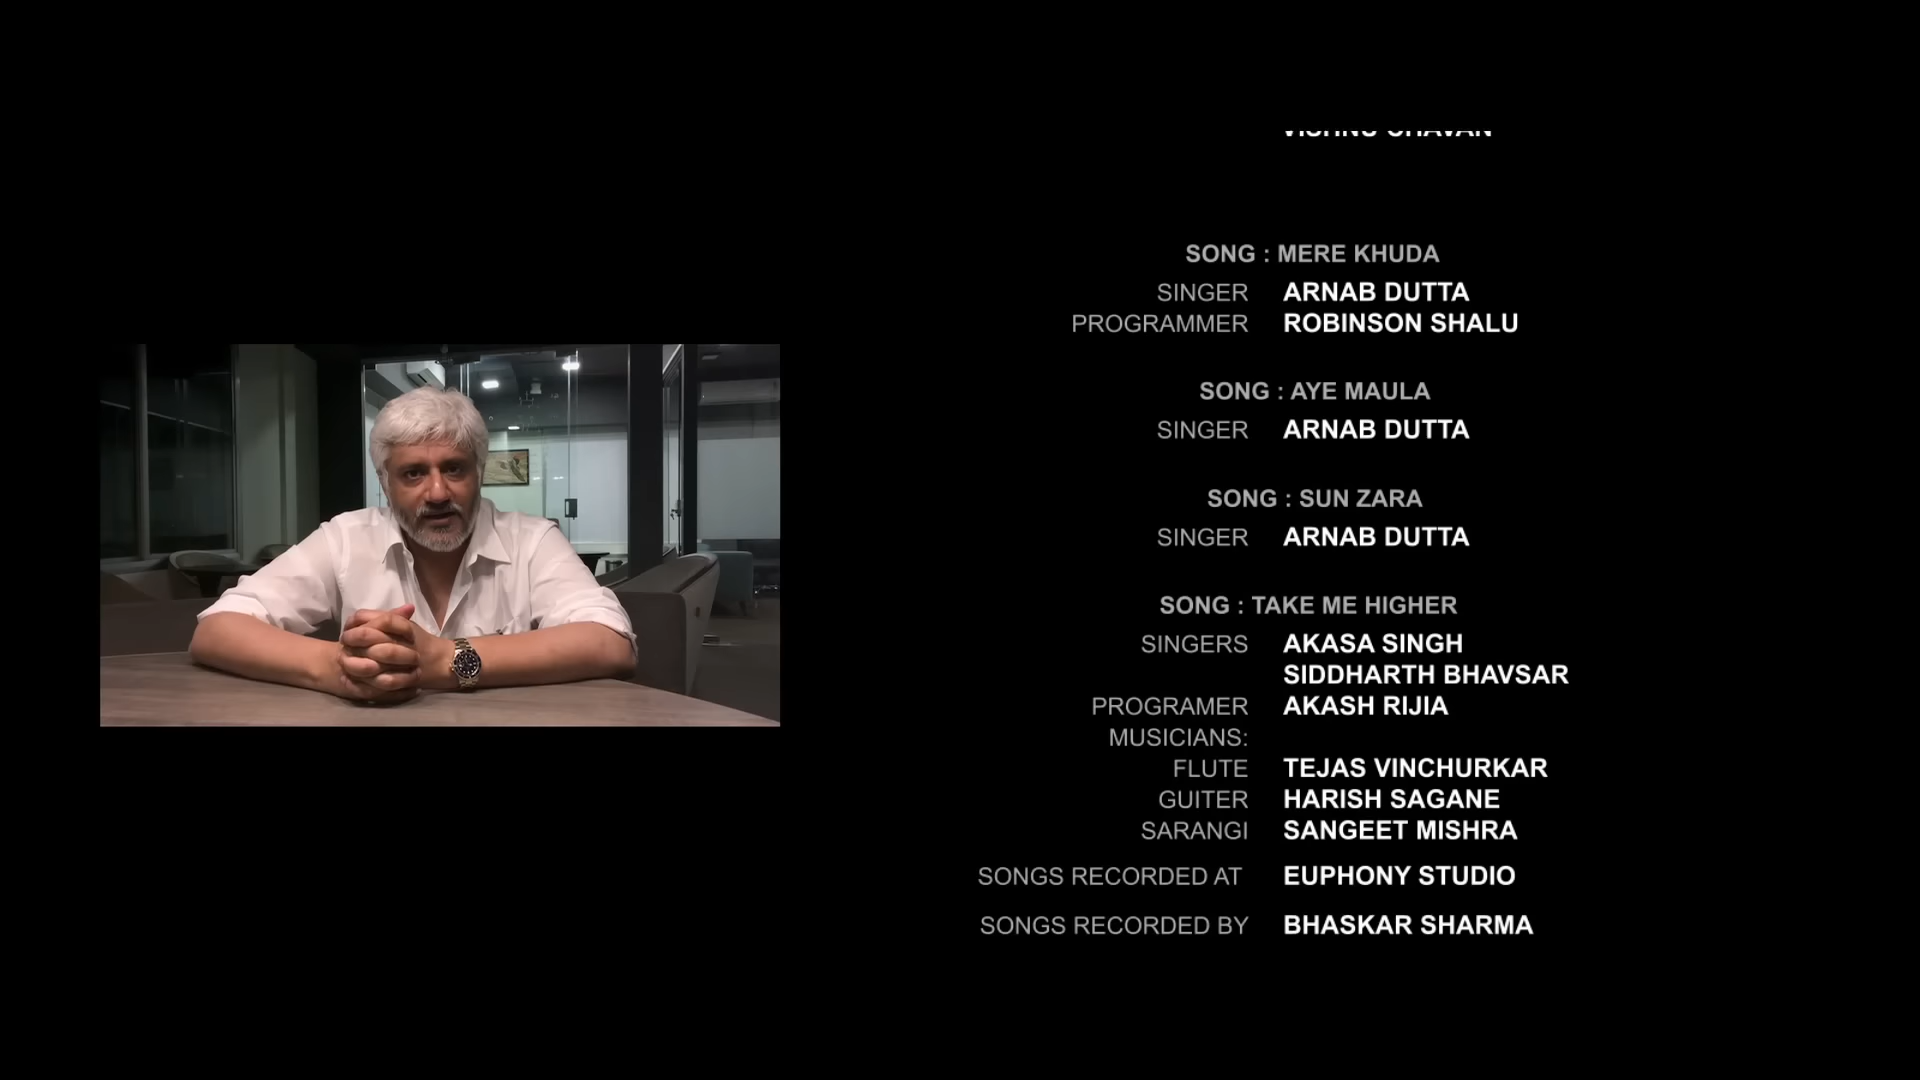 VISHNU CHAVAN
SONG : MERE KHUDA
SINGER ARNAB DUTTA
PROGRAMMER ROBINSON SHALU
SONG : AYE MAULA
SINGER ARNAB DUTTA
SONG : SUN ZARA
SINGER ARNAB DUTTA
SONG : TAKE ME HIGHER
SINGERS AKASA SINGH
SIDDHARTH BHAVSAR
PROGRAMER AKASH RIJIA
MUSICIANS:
FLUTE TEJAS VINCHURKAR
GUITER HARISH SAGANE
SARANGI SANGEET MISHRA
SONGS RECORDED AT EUPHONY STUDIO
SONGS RECORDED BY BHASKAR SHARMA